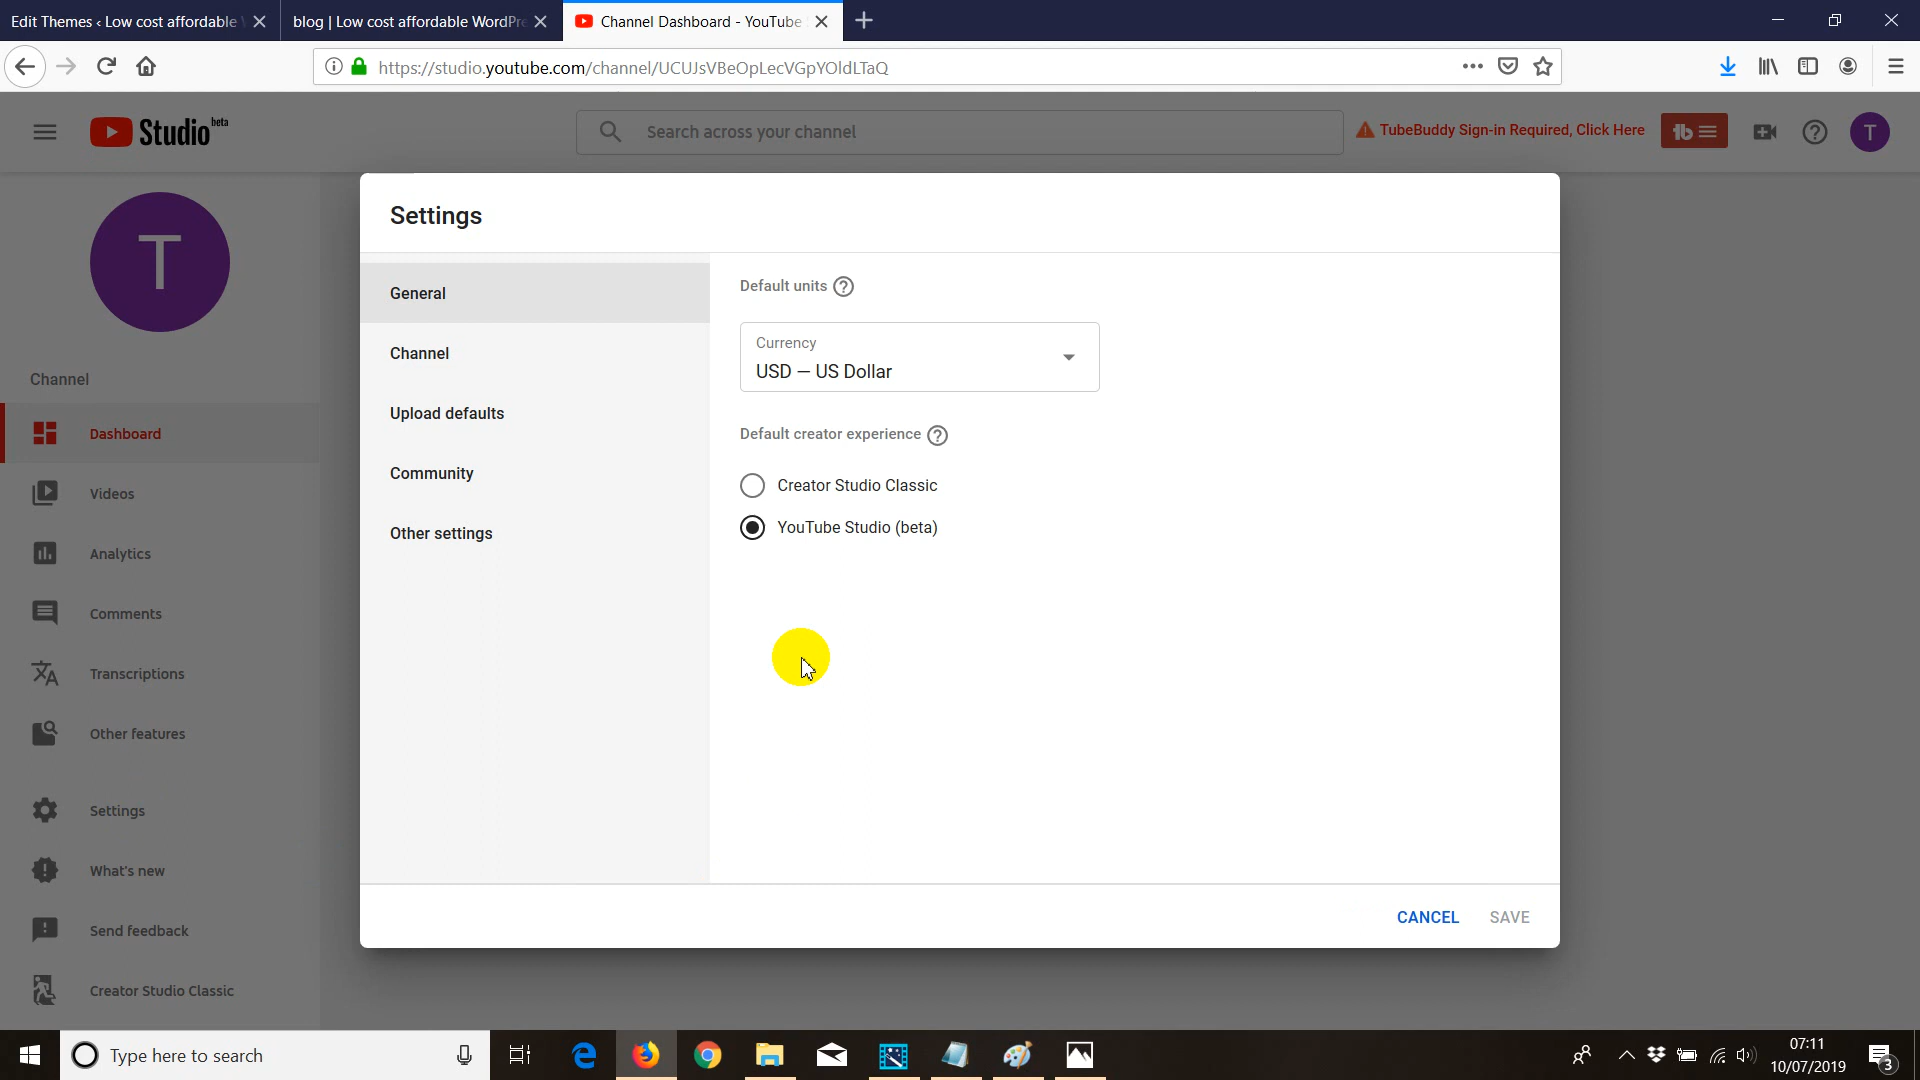 Edit Themes ‹ Low cost affordable
blog | Low cost affordable WordPre
Channel Dashboard - YouTube
https://studio.youtube.com/channel/UCUJsVBeOpLecVGpYOldLTaQ
Studio beta
Search across your channel
TubeBuddy Sign-in Required, Click Here
tb
T
T
Channel
Dashboard
Videos
Analytics
Comments
Transcriptions
Other features
Settings
What's new
Send feedback
Creator Studio Classic
Settings
General
Channel
Upload defaults
Community
Other settings
Default units
Currency
USD — US Dollar
Default creator experience
Creator Studio Classic
YouTube Studio (beta)
CANCEL
SAVE
Type here to search
07:11
10/07/2019
3